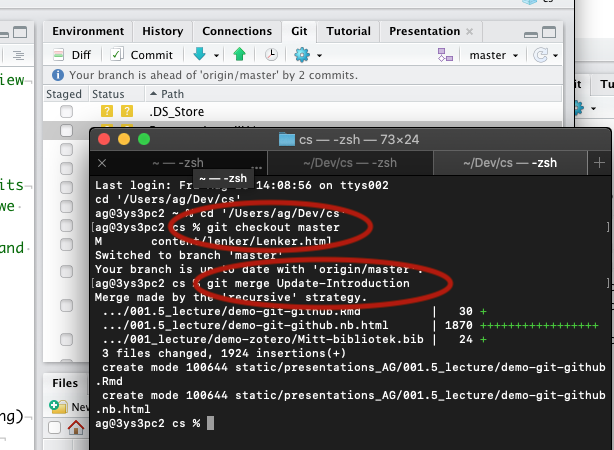 cs
Environment History Connections Git Tutorial Presentation
Diff Commit master
Your branch is ahead of 'origin/master' by 2 commits.
Staged Status Path
.DS_Store
iew
its
we
and
ng)
it Tu
Files
New
cs — -zsh — 73×24
~ — -zsh ... ~/Dev/cs — -zsh ~/Dev/cs — -zsh
~ — -zsh
Last login: Fri 14:08:56 on ttys002
cd '/Users/ag/Dev/cs'
ag@3ys3pc2 ~ % cd '/Users/ag/Dev/cs'
[ag@3ys3pc2 cs % git checkout master ]
M content/lenker/Lenker.html
Switched to branch 'master'
Your branch is up to date with 'origin/master'.
[ag@3ys3pc2 cs % git merge Update-Introduction ]
Merge made by the 'recursive' strategy.
.../001.5_lecture/demo-git-github.Rmd | 30 +
.../001.5_lecture/demo-git-github.nb.html | 1870 ++++++++++++++++++
.../001.5_lecture/demo-zotero/Mitt-bibliotek.bib | 24 +
3 files changed, 1924 insertions(+)
create mode 100644 static/presentations_AG/001.5_lecture/demo-git-github
.Rmd
create mode 100644 static/presentations_AG/001.5_lecture/demo-git-github
.nb.html
ag@3ys3pc2 cs %